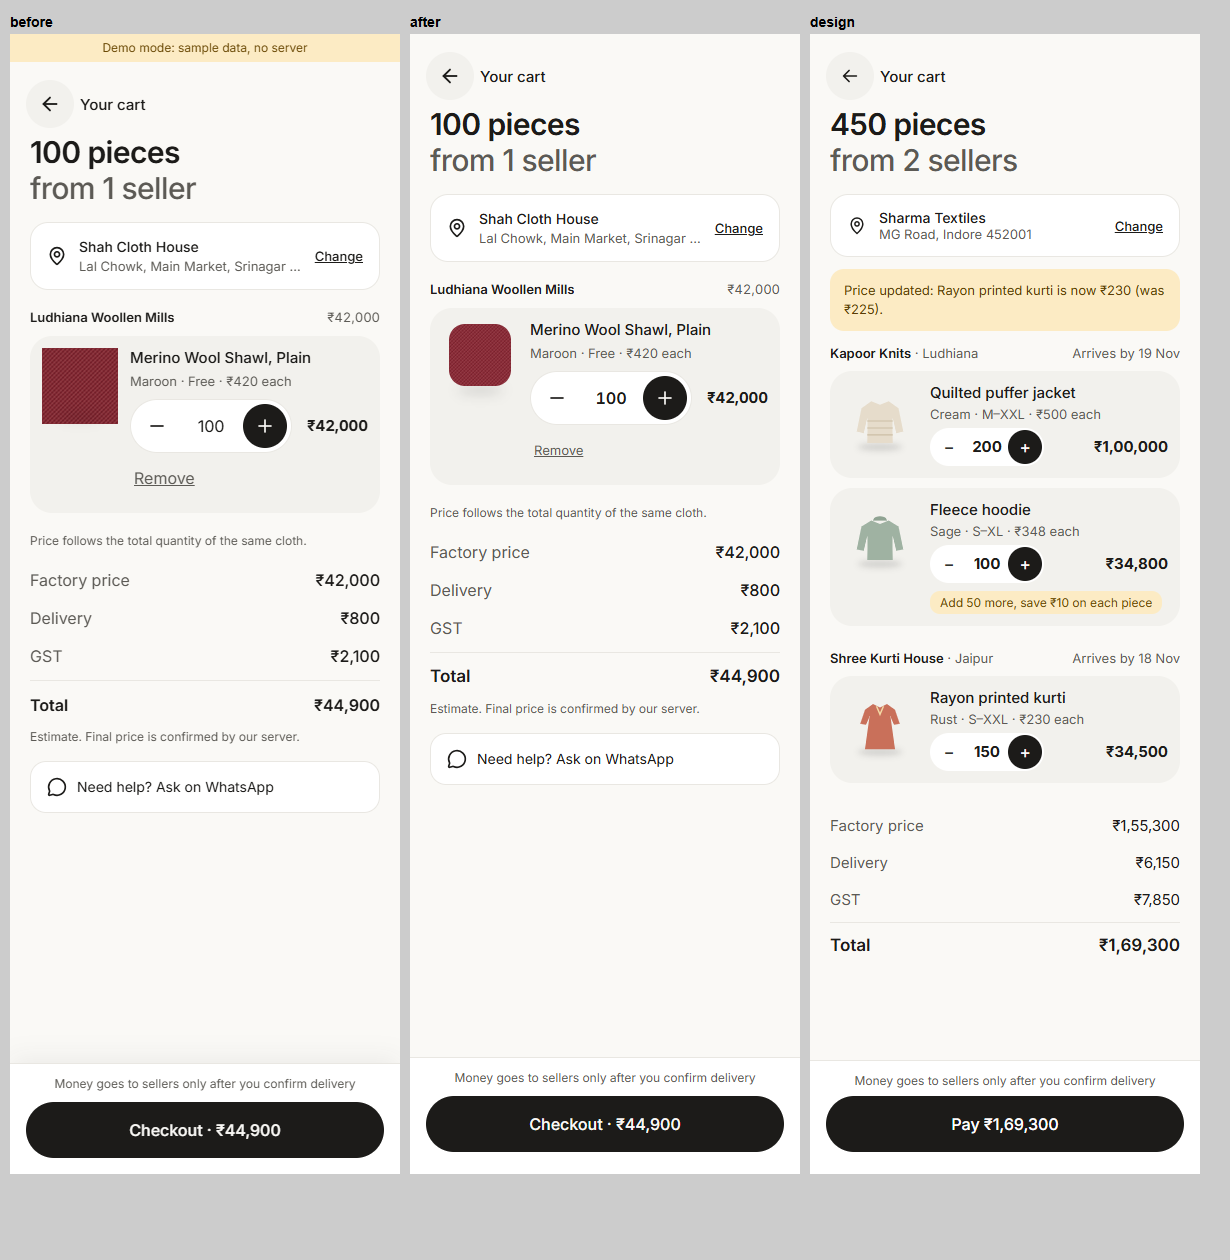 before
Demo mode: sample data, no server
Your cart
100 pieces
from 1 seller
Shah Cloth House
Lal Chowk, Main Market, Srinagar ...
Change
Ludhiana Woollen Mills
₹42,000
Merino Wool Shawl, Plain
Maroon · Free · ₹420 each
− 100 +
₹42,000
Remove
Price follows the total quantity of the same cloth.
Factory price ₹42,000
Delivery ₹800
GST ₹2,100
Total ₹44,900
Estimate. Final price is confirmed by our server.
Need help? Ask on WhatsApp
Money goes to sellers only after you confirm delivery
Checkout · ₹44,900
after
Your cart
100 pieces
from 1 seller
Shah Cloth House
Lal Chowk, Main Market, Srinagar ...
Change
Ludhiana Woollen Mills
₹42,000
Merino Wool Shawl, Plain
Maroon · Free · ₹420 each
− 100 +
₹42,000
Remove
Price follows the total quantity of the same cloth.
Factory price ₹42,000
Delivery ₹800
GST ₹2,100
Total ₹44,900
Estimate. Final price is confirmed by our server.
Need help? Ask on WhatsApp
Money goes to sellers only after you confirm delivery
Checkout · ₹44,900
design
Your cart
450 pieces
from 2 sellers
Sharma Textiles
MG Road, Indore 452001
Change
Price updated: Rayon printed kurti is now ₹230 (was
₹225).
Kapoor Knits · Ludhiana
Arrives by 19 Nov
Quilted puffer jacket
Cream · M–XXL · ₹500 each
− 200 +
₹1,00,000
Fleece hoodie
Sage · S–XL · ₹348 each
− 100 +
₹34,800
Add 50 more, save ₹10 on each piece
Shree Kurti House · Jaipur
Arrives by 18 Nov
Rayon printed kurti
Rust · S–XXL · ₹230 each
− 150 +
₹34,500
Factory price ₹1,55,300
Delivery ₹6,150
GST ₹7,850
Total ₹1,69,300
Money goes to sellers only after you confirm delivery
Pay ₹1,69,300